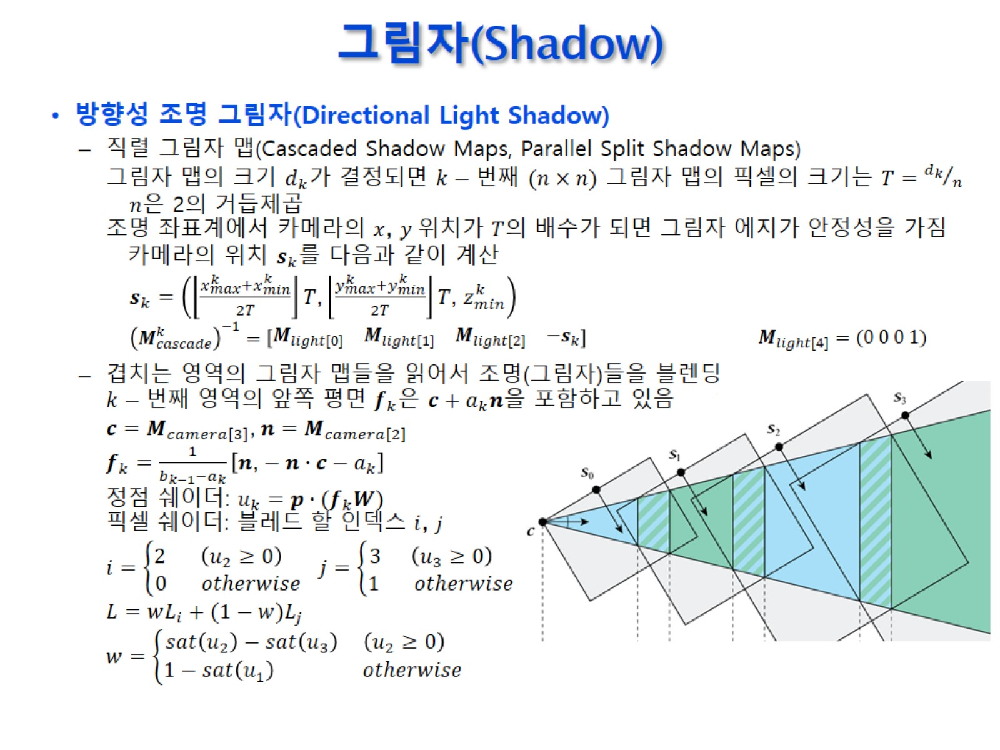 그림자(Shadow)
• 방향성 조명 그림자(Directional Light Shadow)
– 직렬 그림자 맵(Cascaded Shadow Maps, Parallel Split Shadow Maps)
그림자 맵의 크기 $d_k$가 결정되면 $k$ − 번째 $(n \times n)$ 그림자 맵의 픽셀의 크기는 $T = {}^{d_k}/_n$
$n$은 2의 거듭제곱
조명 좌표계에서 카메라의 $x$, $y$ 위치가 $T$의 배수가 되면 그림자 에지가 안정성을 가짐
카메라의 위치 $\boldsymbol{s}_k$를 다음과 같이 계산
$\boldsymbol{s}_k = \left(\left\lfloor \frac{x_{max}^k + x_{min}^k}{2T} \right\rfloor T, \left\lfloor \frac{y_{max}^k + y_{min}^k}{2T} \right\rfloor T, z_{min}^k\right)$
$(\boldsymbol{M}_{cascade}^k)^{-1} = [\boldsymbol{M}_{light[0]} \quad \boldsymbol{M}_{light[1]} \quad \boldsymbol{M}_{light[2]} \quad -\boldsymbol{s}_k]$ $\boldsymbol{M}_{light[4]} = (0\ 0\ 0\ 1)$
– 겹치는 영역의 그림자 맵들을 읽어서 조명(그림자)들을 블렌딩
$k$ − 번째 영역의 앞쪽 평면 $\boldsymbol{f}_k$은 $\boldsymbol{c} + a_k\boldsymbol{n}$을 포함하고 있음
$\boldsymbol{c} = \boldsymbol{M}_{camera[3]}, \boldsymbol{n} = \boldsymbol{M}_{camera[2]}$
$\boldsymbol{f}_k = \frac{1}{b_{k-1} - a_k}[\boldsymbol{n}, -\boldsymbol{n} \cdot \boldsymbol{c} - a_k]$
정점 쉐이더: $u_k = \boldsymbol{p} \cdot (\boldsymbol{f}_k\boldsymbol{W})$
픽셀 쉐이더: 블레드 할 인덱스 $i$, $j$
$i = \begin{cases} 2 & (u_2 \geq 0) \\ 0 & otherwise \end{cases}$ $j = \begin{cases} 3 & (u_3 \geq 0) \\ 1 & otherwise \end{cases}$
$L = wL_i + (1 - w)L_j$
$w = \begin{cases} sat(u_2) - sat(u_3) & (u_2 \geq 0) \\ 1 - sat(u_1) & otherwise \end{cases}$
$s_3$
$s_2$
$s_1$
$s_0$
$c$